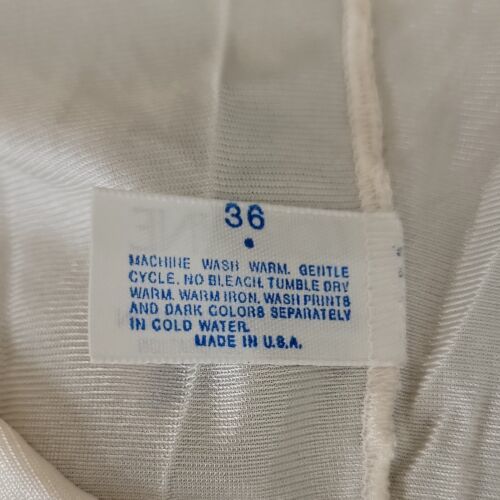 36
MACHINE WASH WARM. GENTLE
CYCLE. NO BLEACH. TUMBLE DRY
WARM. WARM IRON. WASH PRINTS
AND DARK COLORS SEPARATELY
IN COLD WATER.
MADE IN U.S.A.